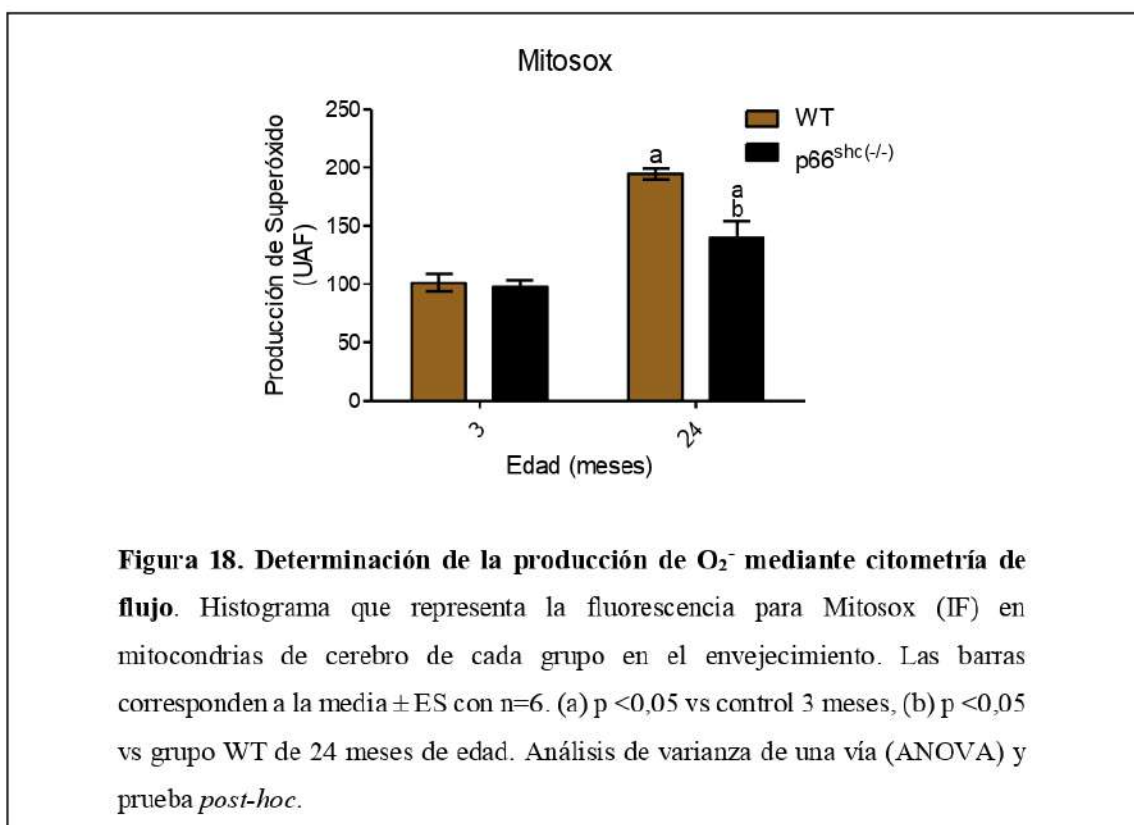 Mitosox
WT
p66shc(-/-)
Producción de Superóxido
(UAF)
250
200
150
100
50
0
a
a
b
3
24
Edad (meses)
Figura 18. Determinación de la producción de O₂⁻ mediante citometría de
flujo. Histograma que representa la fluorescencia para Mitosox (IF) en
mitocondrias de cerebro de cada grupo en el envejecimiento. Las barras
corresponden a la media ± ES con n=6. (a) p <0,05 vs control 3 meses, (b) p <0,05
vs grupo WT de 24 meses de edad. Análisis de varianza de una vía (ANOVA) y
prueba post-hoc.